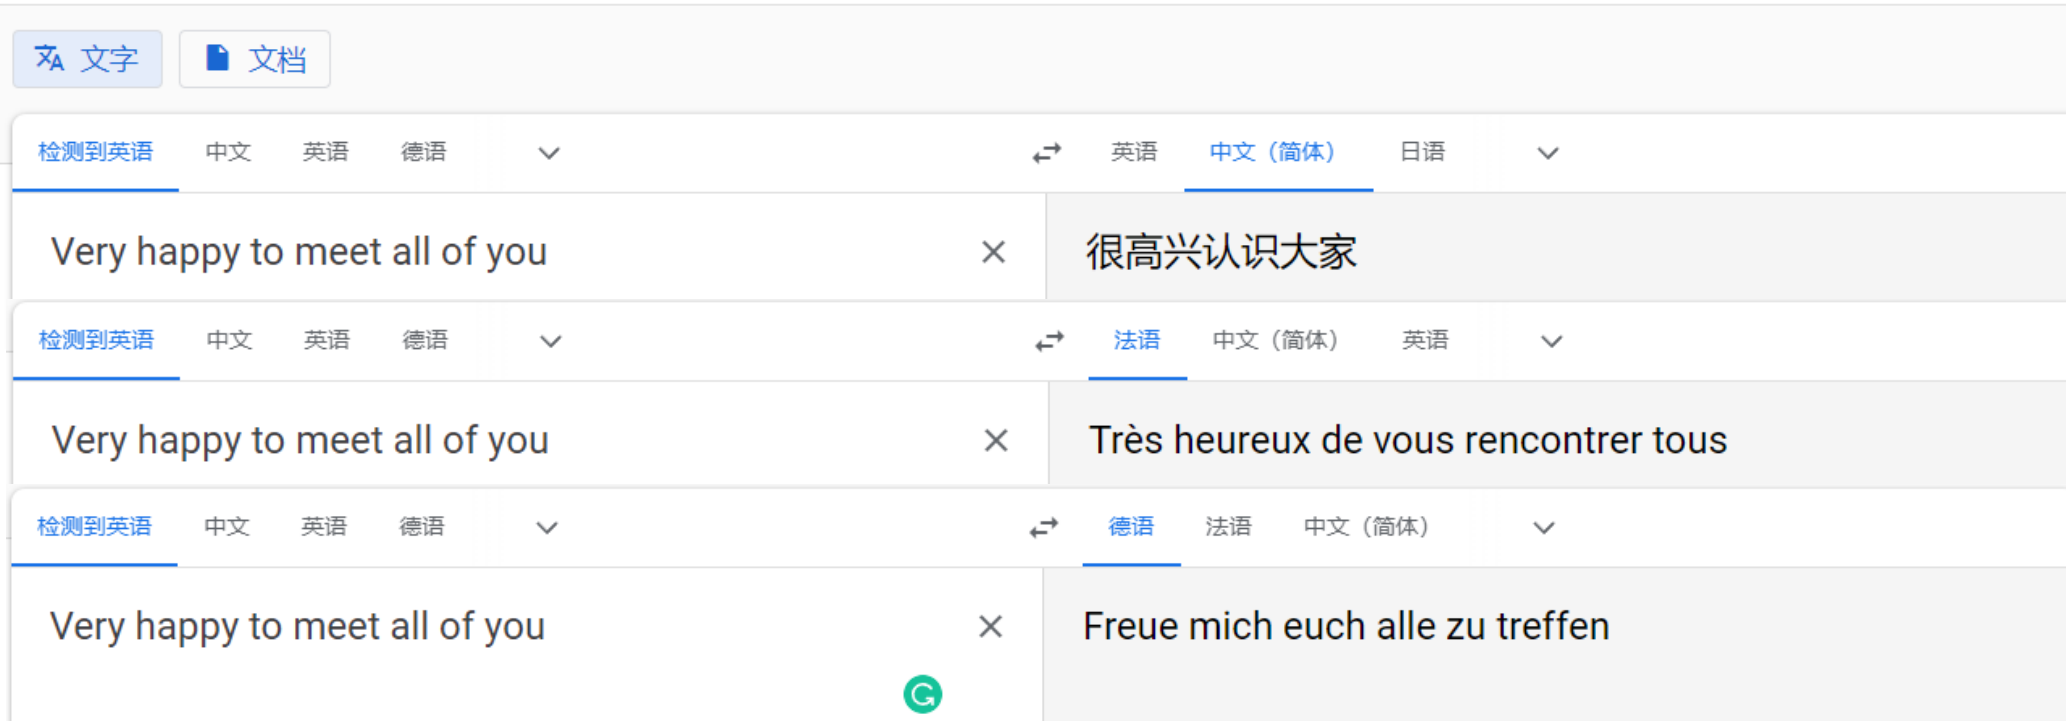 文字 文档
检测到英语 中文 英语 德语 英语 中文（简体） 日语
Very happy to meet all of you 很高兴认识大家
检测到英语 中文 英语 德语 法语 中文（简体） 英语
Very happy to meet all of you Très heureux de vous rencontrer tous
检测到英语 中文 英语 德语 德语 法语 中文（简体）
Very happy to meet all of you Freue mich euch alle zu treffen